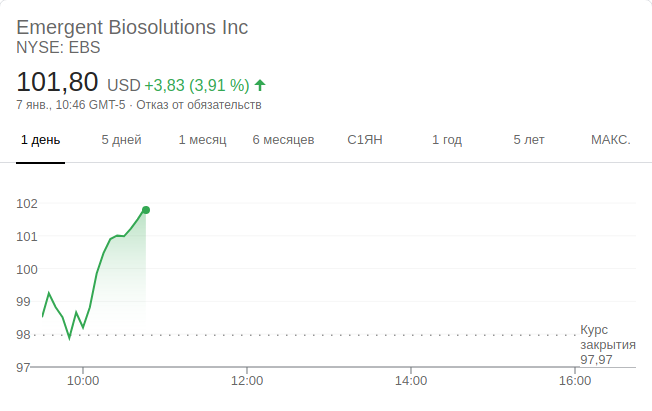 Emergent Biosolutions Inc
NYSE: EBS
101,80 USD +3,83 (3,91 %)
7 янв., 10:46 GMT-5 · Отказ от обязательств
1 день 5 дней 1 месяц 6 месяцев С1ЯН 1 год 5 лет МАКС.
102
101
100
99
98
Курс
закрытия
97,97
97
10:00 12:00 14:00 16:00